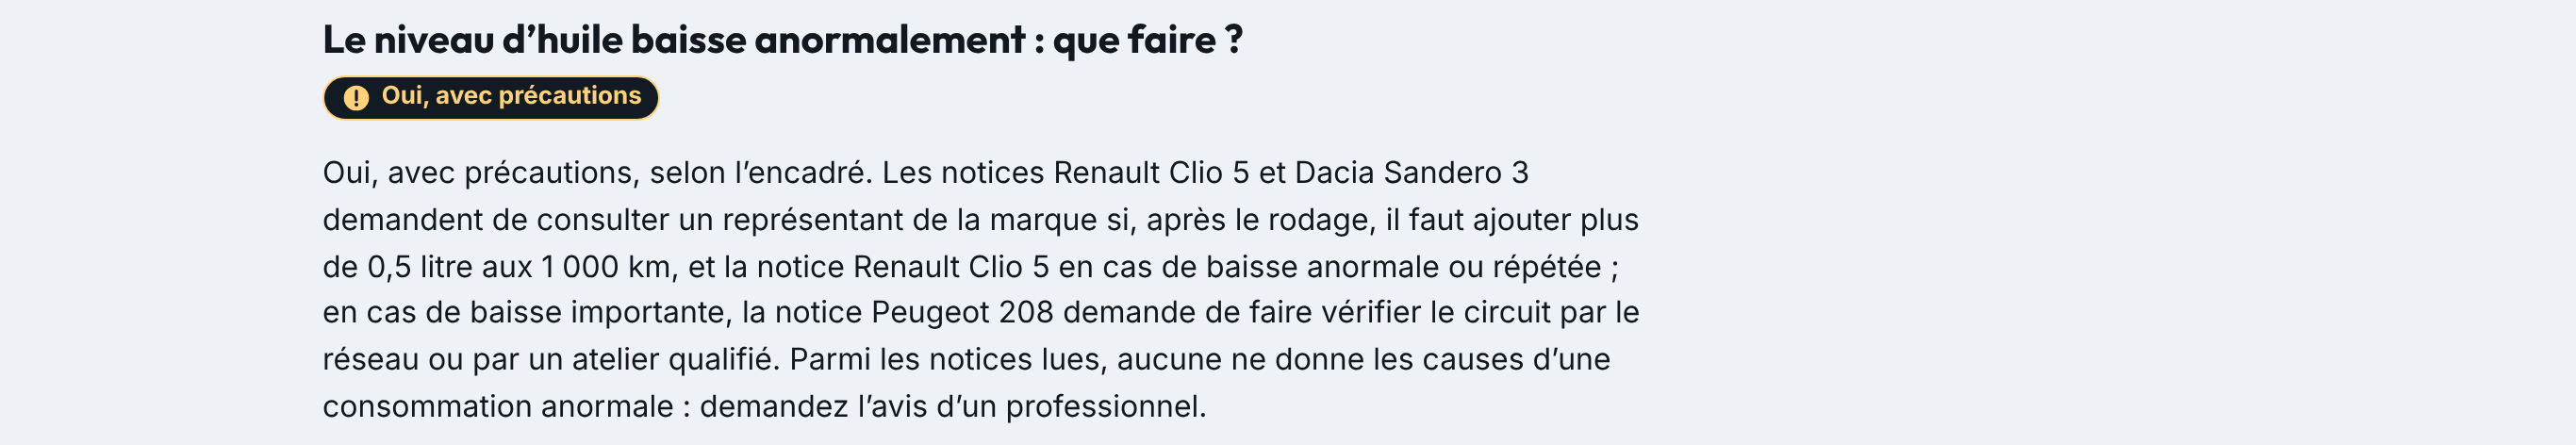 Le niveau d’huile baisse anormalement : que faire ?
Oui, avec précautions
Oui, avec précautions, selon l’encadré. Les notices Renault Clio 5 et Dacia Sandero 3
demandent de consulter un représentant de la marque si, après le rodage, il faut ajouter plus
de 0,5 litre aux 1 000 km, et la notice Renault Clio 5 en cas de baisse anormale ou répétée ;
en cas de baisse importante, la notice Peugeot 208 demande de faire vérifier le circuit par le
réseau ou par un atelier qualifié. Parmi les notices lues, aucune ne donne les causes d’une
consommation anormale : demandez l’avis d’un professionnel.